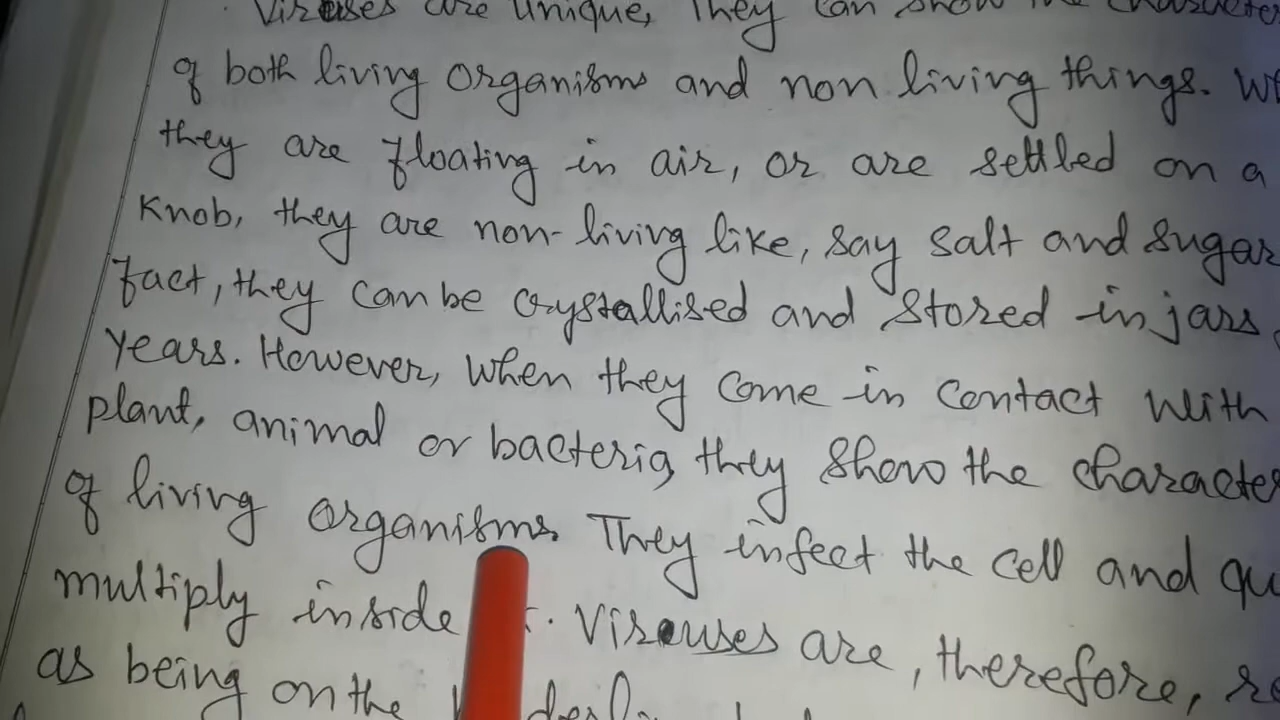 Viruses are unique, They can show the character
of both living organisms and non living things.
they are floating in air, or are settled on a
Knob, they are non-living like, say salt and sugar
fact, they can be crystallised and stored in jars
years. However, when they come in contact with
plant, animal or bacteria, they show the character
of living organisms. They infect the cell and
multiply inside Viruses are, therefore,
as being on the